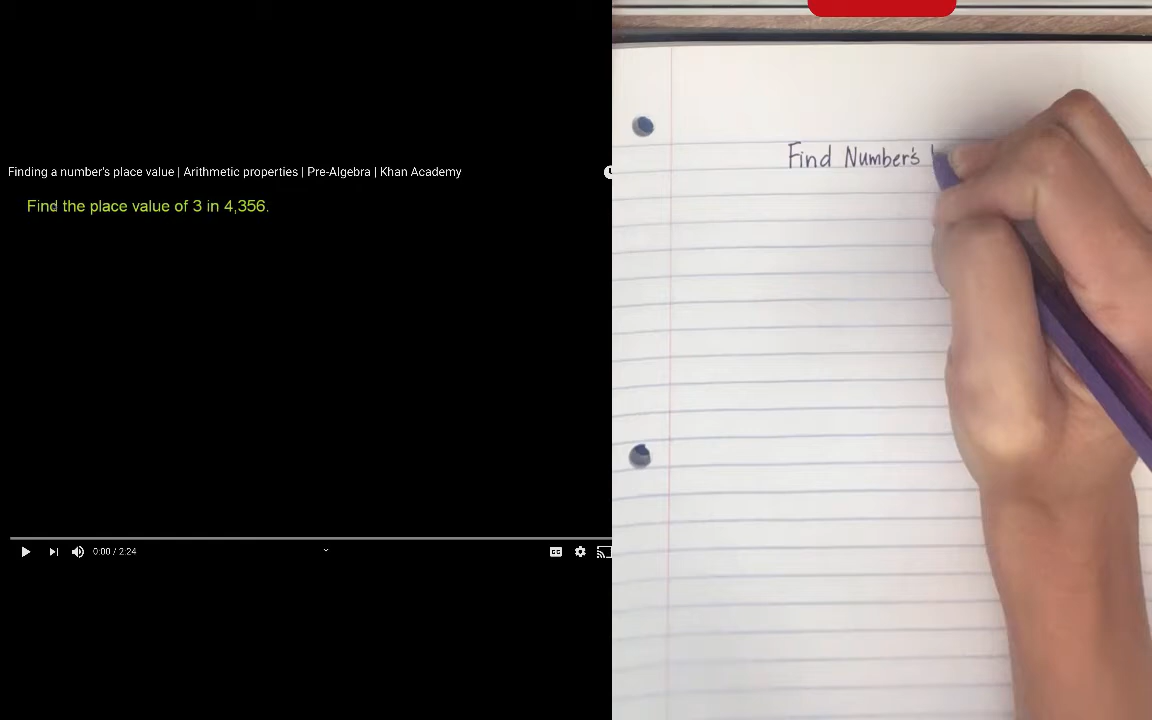 Finding a number's place value | Arithmetic properties | Pre-Algebra | Khan Academy
Find the place value of 3 in 4,356.
0:00 / 2:24
CC
Find Number's